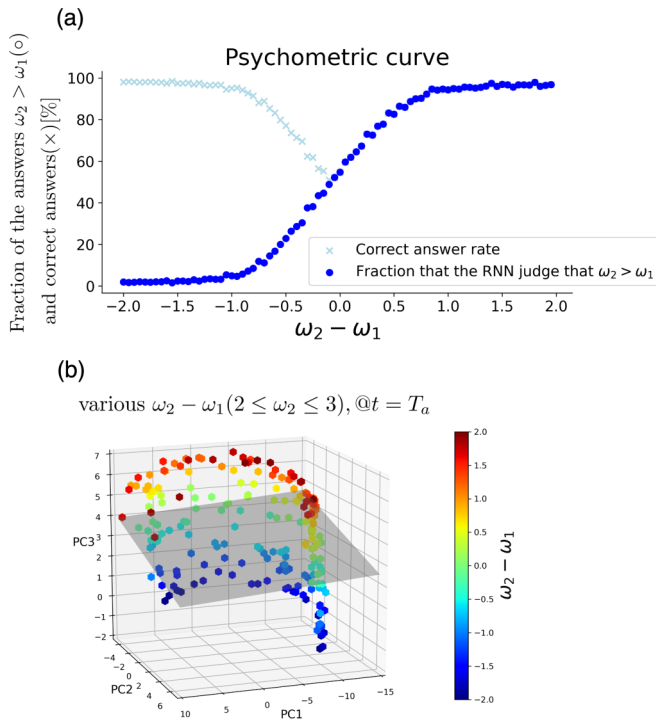 (a)
Psychometric curve
Fraction of the answers ω₂ > ω₁(○)
and correct answers(×)[%]
100
80
60
40
20
0
Correct answer rate
Fraction that the RNN judge that ω₂ > ω₁
−2.0 −1.5 −1.0 −0.5 0.0 0.5 1.0 1.5 2.0
ω₂ − ω₁
(b)
various ω₂ − ω₁(2 ≤ ω₂ ≤ 3), @t = Tₐ
7
6
5
4
3
2
1
0
−1
−2
PC3
−4
−2
0
2
4
6
PC2
10 5 0 −5 −10 −15
PC1
2.0
1.5
1.0
0.5
0.0
−0.5
−1.0
−1.5
−2.0
ω₂ − ω₁